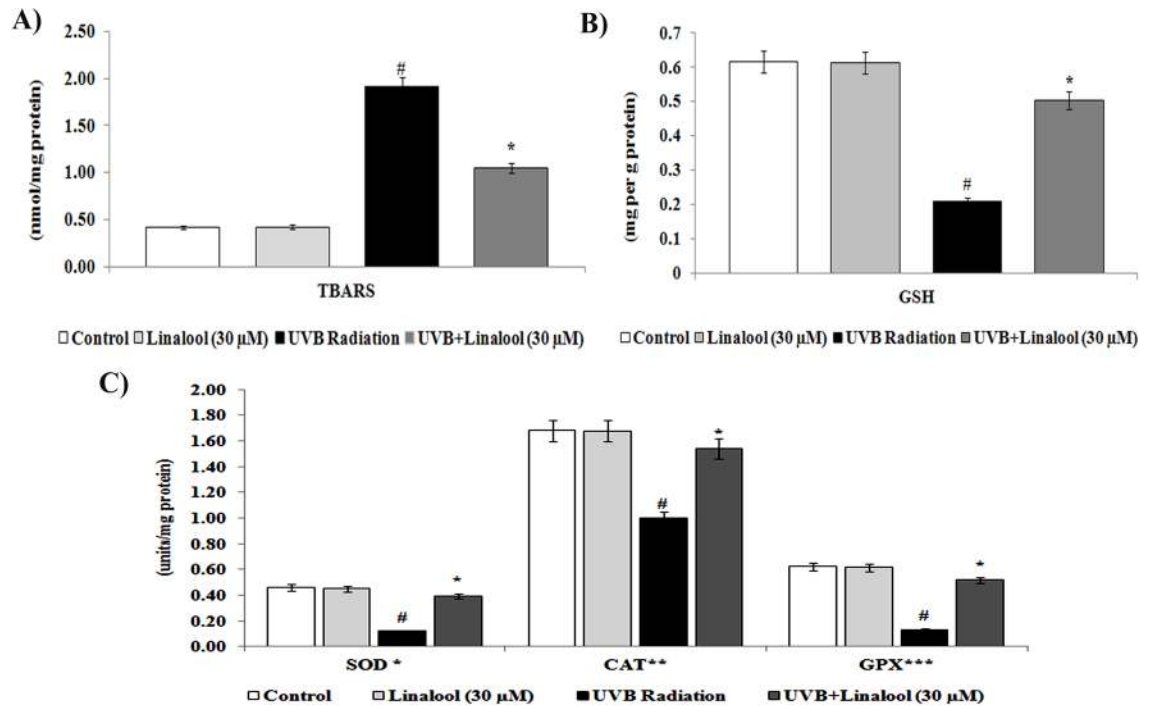 A)
2.50
2.00
1.50
1.00
0.50
0.00
(nmol/mg protein)
#
*
TBARS
Control Linalool (30 µM) UVB Radiation UVB+Linalool (30 µM)
B)
0.7
0.6
0.5
0.4
0.3
0.2
0.1
0
(mg per g protein)
#
*
GSH
Control Linalool (30 µM) UVB Radiation UVB+Linalool (30 µM)
C)
2.00
1.80
1.60
1.40
1.20
1.00
0.80
0.60
0.40
0.20
0.00
(units/mg protein)
#
*
#
*
#
*
SOD * CAT** GPX***
Control Linalool (30 µM) UVB Radiation UVB+Linalool (30 µM)